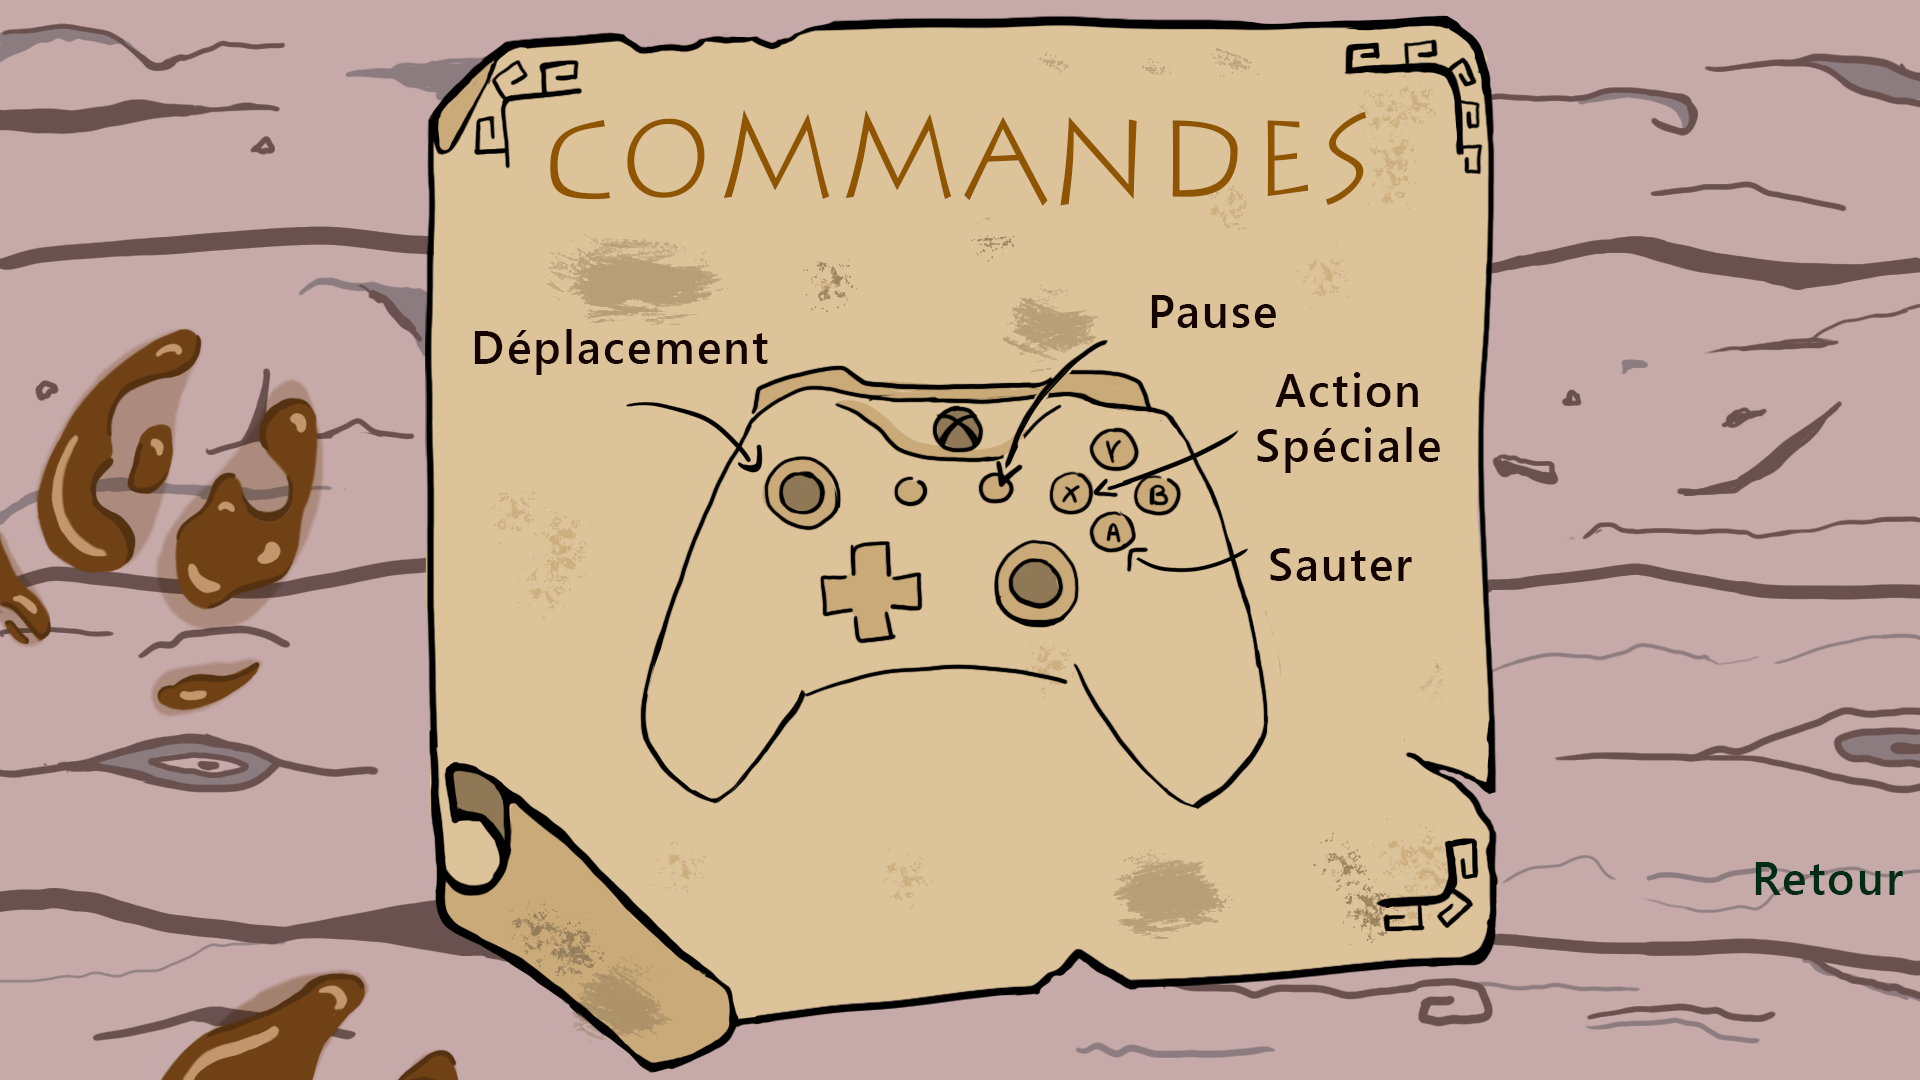 COMMANDES
Pause
Déplacement
Action
Spéciale
Y
X
B
A
Sauter
Retour